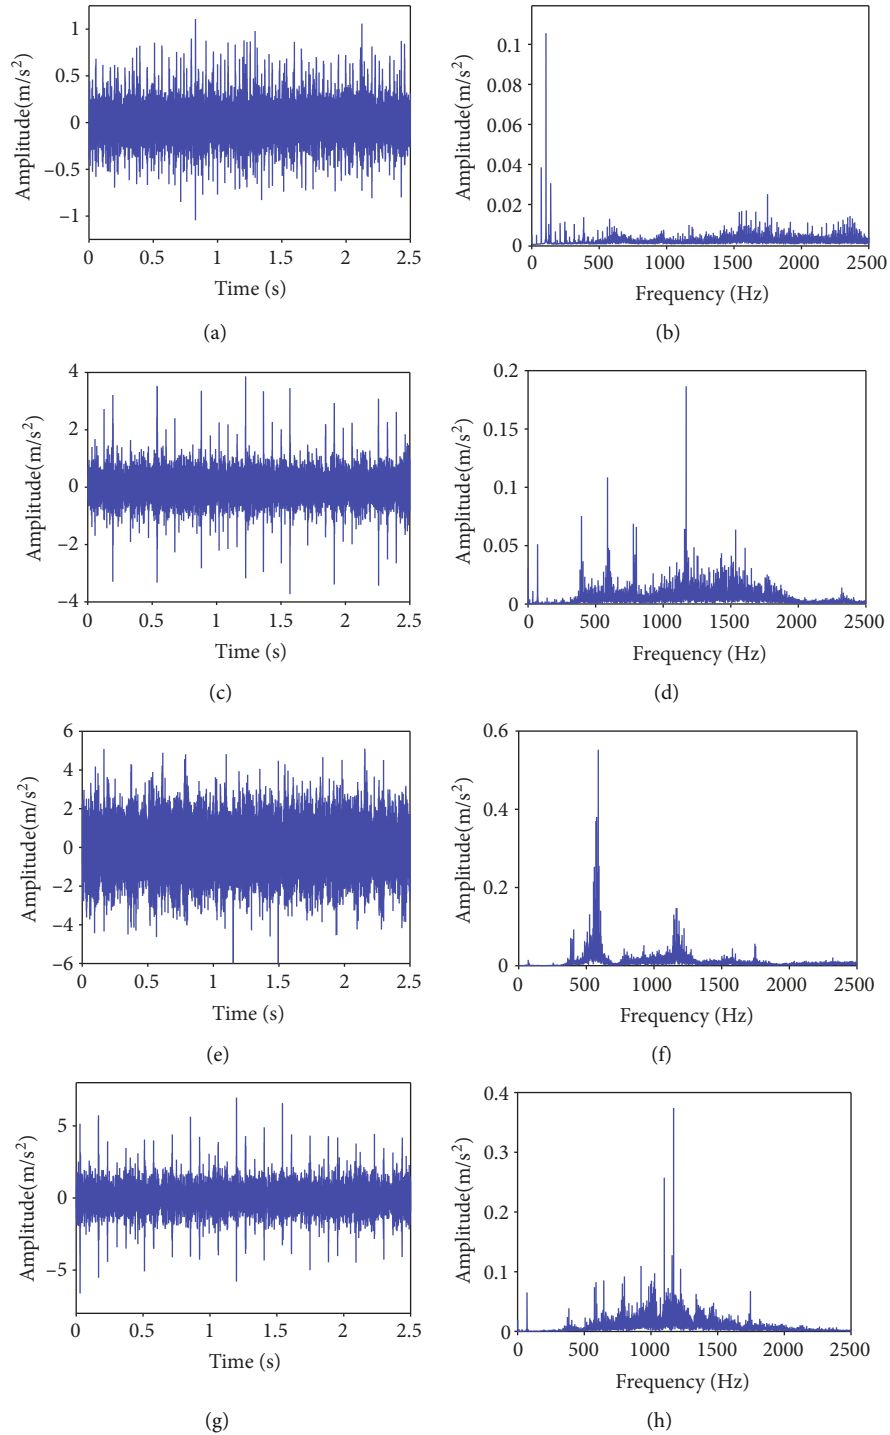 Amplitude(m/s²)
1
0.5
0
−0.5
−1
0 0.5 1 1.5 2 2.5
Time (s)
(a)
Amplitude(m/s²)
0.1
0.08
0.06
0.04
0.02
0
0 500 1000 1500 2000 2500
Frequency (Hz)
(b)
Amplitude(m/s²)
4
2
0
−2
−4
0 0.5 1 1.5 2 2.5
Time (s)
(c)
Amplitude(m/s²)
0.2
0.15
0.1
0.05
0
0 500 1000 1500 2000 2500
Frequency (Hz)
(d)
Amplitude(m/s²)
6
4
2
0
−2
−4
−6
0 0.5 1 1.5 2 2.5
Time (s)
(e)
Amplitude(m/s²)
0.6
0.4
0.2
0
0 500 1000 1500 2000 2500
Frequency (Hz)
(f)
Amplitude(m/s²)
5
0
−5
0 0.5 1 1.5 2 2.5
Time (s)
(g)
Amplitude(m/s²)
0.4
0.3
0.2
0.1
0
0 500 1000 1500 2000 2500
Frequency (Hz)
(h)